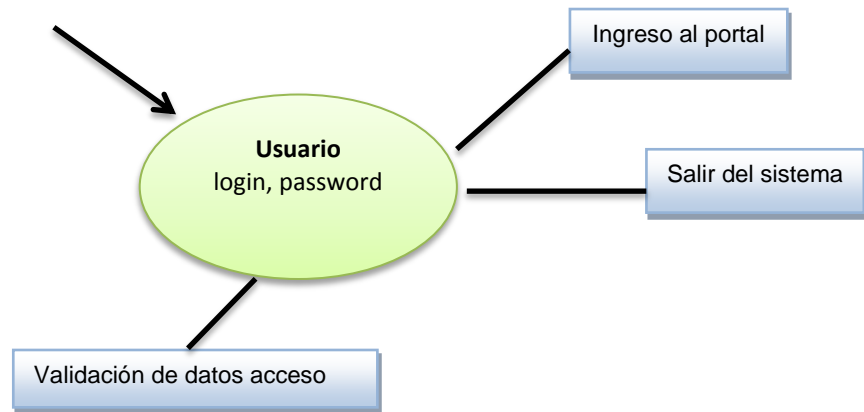 Ingreso al portal
Usuario
login, password
Salir del sistema
Validación de datos acceso